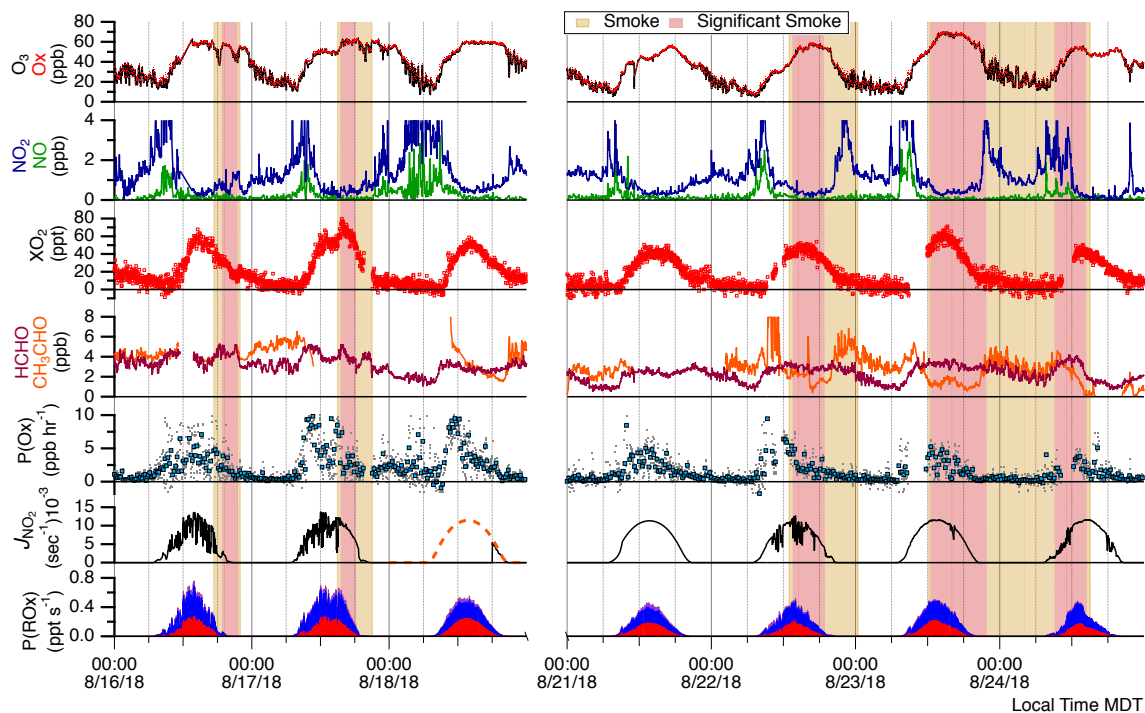 Smoke Significant Smoke
O₃
Ox
(ppb)
80
60
40
20
0
NO₂ NO
(ppb)
4
2
0
XO₂
(ppt)
80
60
40
20
0
HCHO
CH₃CHO
(ppb)
8
6
4
2
0
P(Ox)
(ppb hr⁻¹)
10
5
0
J_NO₂
(sec⁻¹)10⁻³
15
10
5
0
P(ROx)
(ppt s⁻¹)
0.8
0.4
0.0
00:00 00:00 00:00 00:00 00:00 00:00 00:00
8/16/18 8/17/18 8/18/18 8/21/18 8/22/18 8/23/18 8/24/18
Local Time MDT